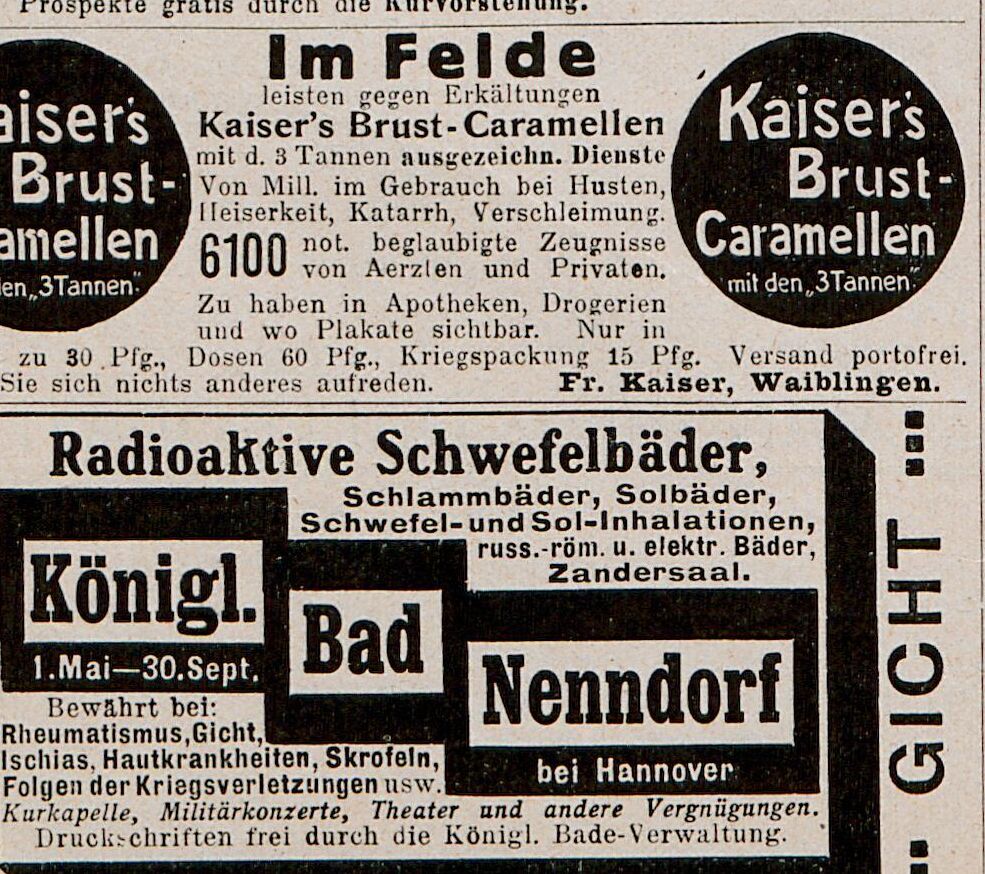 Prospekte gratis durch die Kurvorstehung.
Im Felde
leisten gegen Erkältungen
Kaiser's Brust-Caramellen
mit d. 3 Tannen ausgezeichn. Dienste
Von Mill. im Gebrauch bei Husten,
Heiserkeit, Katarrh, Verschleimung.
6100 not. beglaubigte Zeugnisse
von Aerzten und Privaten.
Zu haben in Apotheken, Drogerien
und wo Plakate sichtbar. Nur in
zu 30 Pfg., Dosen 60 Pfg., Kriegspackung 15 Pfg. Versand portofrei.
Sie sich nichts anderes aufreden. Fr. Kaiser, Waiblingen.
aiser's
Brust-
amellen
en „3Tannen"
Kaiser's
Brust-
Caramellen
mit den „3Tannen"
Radioaktive Schwefelbäder,
Schlammbäder, Solbäder,
Schwefel- und Sol-Inhalationen,
russ.-röm. u. elektr. Bäder,
Zandersaal.
Königl.
Bad
Nenndorf
1. Mai—30. Sept.
bei Hannover
Bewährt bei:
Rheumatismus, Gicht,
Ischias, Hautkrankheiten, Skrofeln,
Folgen der Kriegsverletzungen usw.
Kurkapelle, Militärkonzerte, Theater und andere Vergnügungen.
Druckschriften frei durch die Königl. Bade-Verwaltung.
GICHT